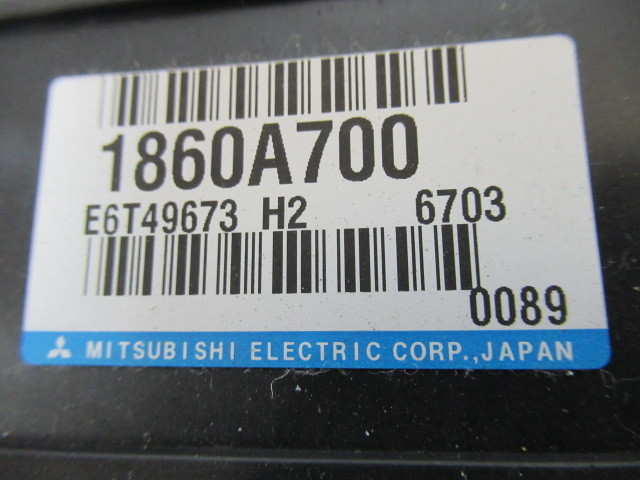 1860A700
E6T49673 H2 6703
0089
MITSUBISHI ELECTRIC CORP.,JAPAN